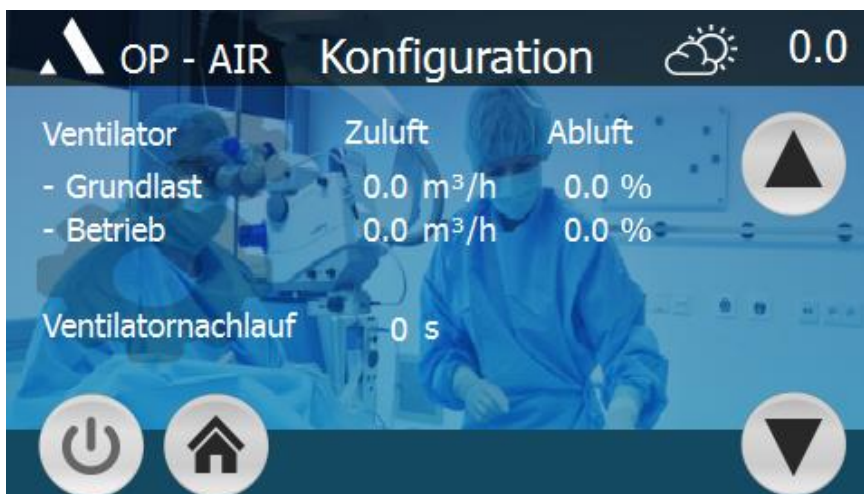 OP - AIR Konfiguration 0.0
Ventilator Zuluft Abluft
- Grundlast 0.0 m³/h 0.0 %
- Betrieb 0.0 m³/h 0.0 %
Ventilatornachlauf 0 s